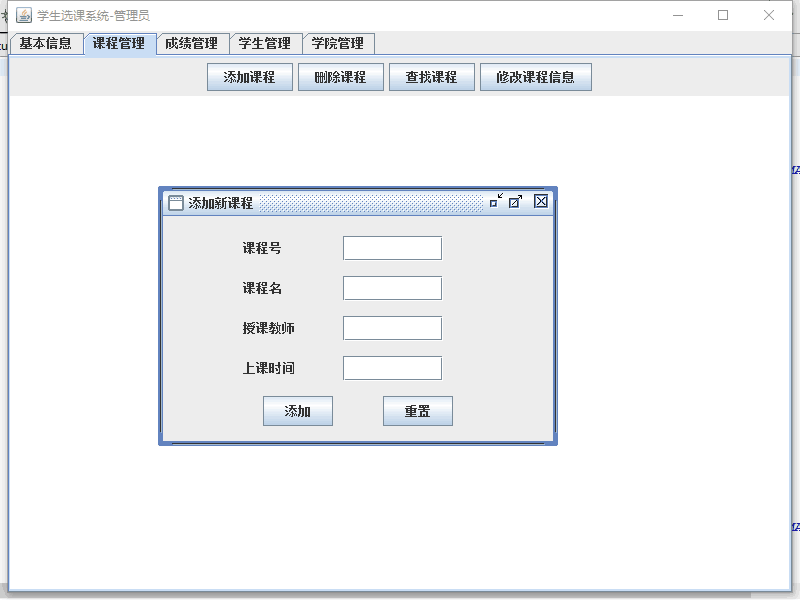 学生选课系统-管理员
基本信息 课程管理 成绩管理 学生管理 学院管理
添加课程 删除课程 查找课程 修改课程信息
添加新课程
课程号
课程名
授课教师
上课时间
添加 重置